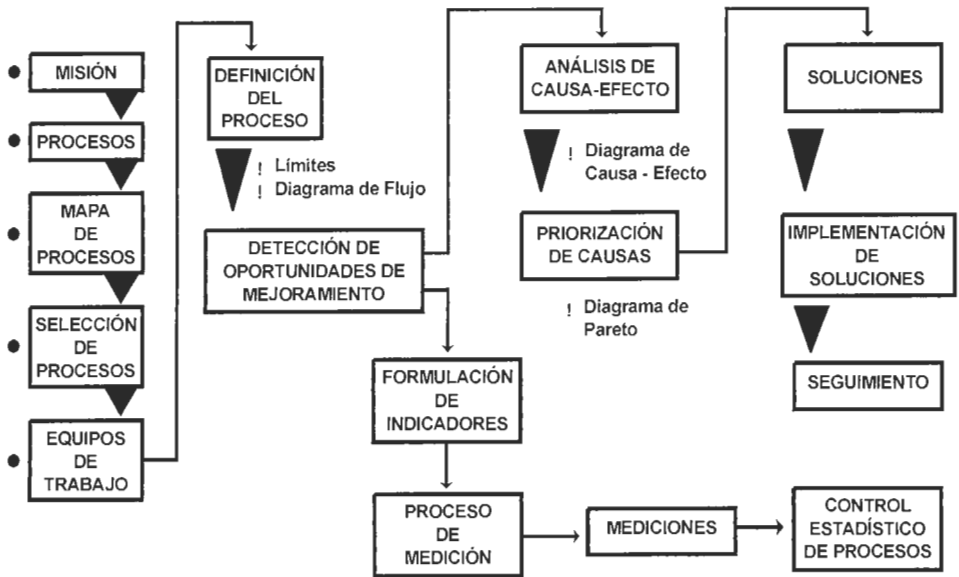 MISIÓN
PROCESOS
MAPA
DE
PROCESOS
SELECCIÓN
DE
PROCESOS
EQUIPOS
DE
TRABAJO
DEFINICIÓN
DEL
PROCESO
! Límites
! Diagrama de Flujo
DETECCIÓN DE
OPORTUNIDADES DE
MEJORAMIENTO
ANÁLISIS DE
CAUSA-EFECTO
! Diagrama de
Causa - Efecto
PRIORIZACIÓN
DE CAUSAS
! Diagrama de
Pareto
SOLUCIONES
IMPLEMENTACIÓN
DE
SOLUCIONES
SEGUIMIENTO
FORMULACIÓN
DE
INDICADORES
PROCESO
DE
MEDICIÓN
MEDICIONES
CONTROL
ESTADÍSTICO
DE PROCESOS